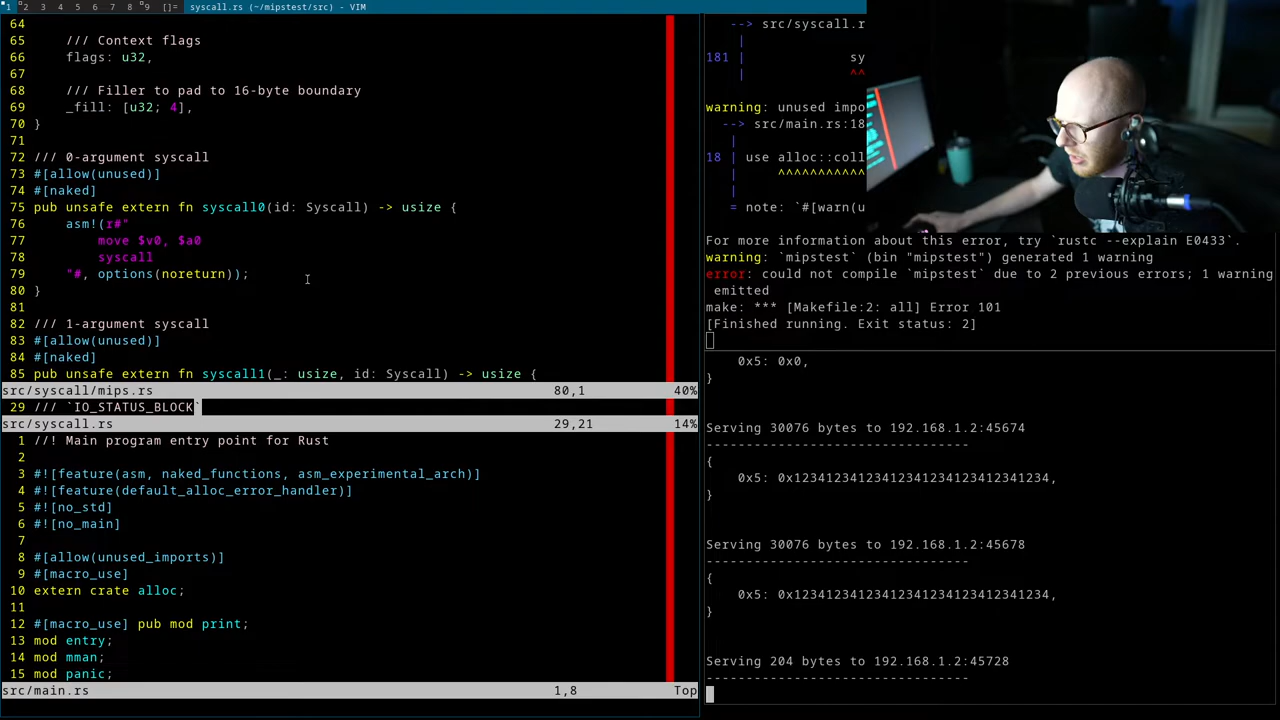 1 2 3 4 5 6 7 8 9 []= syscall.rs (~/mipstest/src) - VIM
64
65     /// Context flags
66     flags: u32,
67
68     /// Filler to pad to 16-byte boundary
69     _fill: [u32; 4],
70 }
71
72 /// 0-argument syscall
73 #[allow(unused)]
74 #[naked]
75 pub unsafe extern fn syscall0(id: Syscall) -> usize {
76     asm!(r#"
77         move $v0, $a0
78         syscall
79     "#, options(noreturn));
80 }
81
82 /// 1-argument syscall
83 #[allow(unused)]
84 #[naked]
85 pub unsafe extern fn syscall1(_: usize, id: Syscall) -> usize {
src/syscall/mips.rs 80,1 40%
29 /// `IO_STATUS_BLOCK`
src/syscall.rs 29,21 14%
1 //! Main program entry point for Rust
2
3 #![feature(asm, naked_functions, asm_experimental_arch)]
4 #![feature(default_alloc_error_handler)]
5 #![no_std]
6 #![no_main]
7
8 #[allow(unused_imports)]
9 #[macro_use]
10 extern crate alloc;
11
12 #[macro_use] pub mod print;
13 mod entry;
14 mod mman;
15 mod panic;
src/main.rs 1,8 Top
--> src/syscall.r
|
181 | sy
| ^^
warning: unused impo
--> src/main.rs:18
|
18 | use alloc::coll
| ^^^^^^^^^^^
|
= note: `#[warn(u
For more information about this error, try `rustc --explain E0433`.
warning: `mipstest` (bin "mipstest") generated 1 warning
error: could not compile `mipstest` due to 2 previous errors; 1 warning
emitted
make: *** [Makefile:2: all] Error 101
[Finished running. Exit status: 2]
0x5: 0x0,
}
Serving 30076 bytes to 192.168.1.2:45674
---------------------------------
{
0x5: 0x12341234123412341234123412341234,
}
Serving 30076 bytes to 192.168.1.2:45678
---------------------------------
{
0x5: 0x12341234123412341234123412341234,
}
Serving 204 bytes to 192.168.1.2:45728
---------------------------------